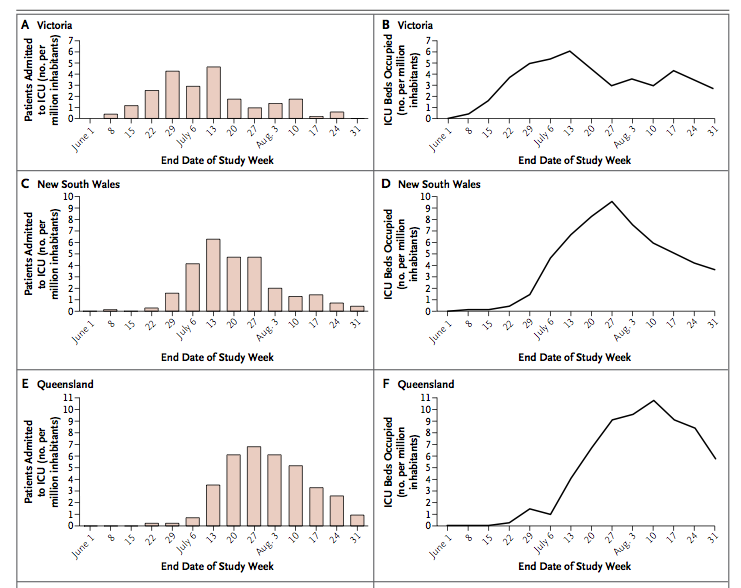 A Victoria
Patients Admitted
to ICU (no. per
million inhabitants)
7
6
5
4
3
2
1
0
June 1
8
15
22
29
July 6
13
20
27
Aug. 3
10
17
24
31
End Date of Study Week
B Victoria
ICU Beds Occupied
(no. per million
inhabitants)
7
6
5
4
3
2
1
0
June 1
8
15
22
29
July 6
13
20
27
Aug. 3
10
17
24
31
End Date of Study Week
C New South Wales
Patients Admitted
to ICU (no. per
million inhabitants)
10
9
8
7
6
5
4
3
2
1
0
June 1
8
15
22
29
July 6
13
20
27
Aug. 3
10
17
24
31
End Date of Study Week
D New South Wales
ICU Beds Occupied
(no. per million
inhabitants)
10
9
8
7
6
5
4
3
2
1
0
June 1
8
15
22
29
July 6
13
20
27
Aug. 3
10
17
24
31
End Date of Study Week
E Queensland
Patients Admitted
to ICU (no. per
million inhabitants)
11
10
9
8
7
6
5
4
3
2
1
0
June 1
8
15
22
29
July 6
13
20
27
Aug. 3
10
17
24
31
End Date of Study Week
F Queensland
ICU Beds Occupied
(no. per million
inhabitants)
11
10
9
8
7
6
5
4
3
2
1
0
June 1
8
15
22
29
July 6
13
20
27
Aug. 3
10
17
24
31
End Date of Study Week